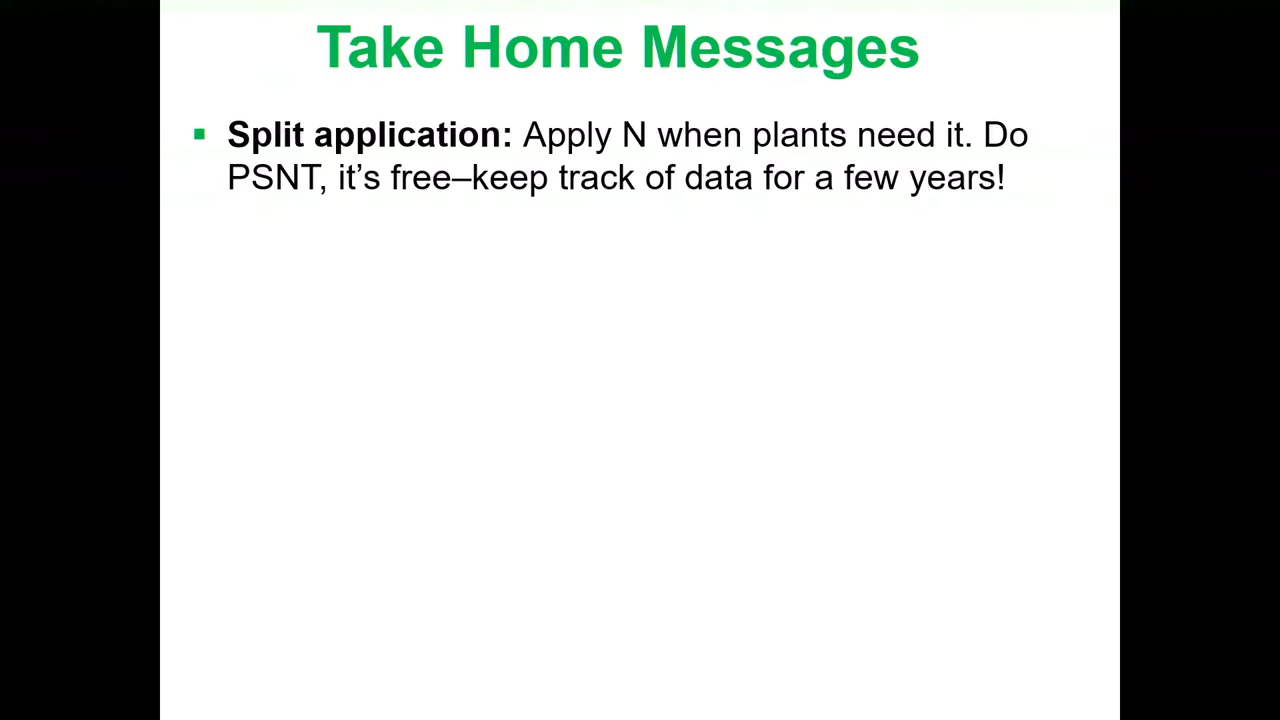 Take Home Messages
▪ Split application: Apply N when plants need it. Do
PSNT, it’s free–keep track of data for a few years!